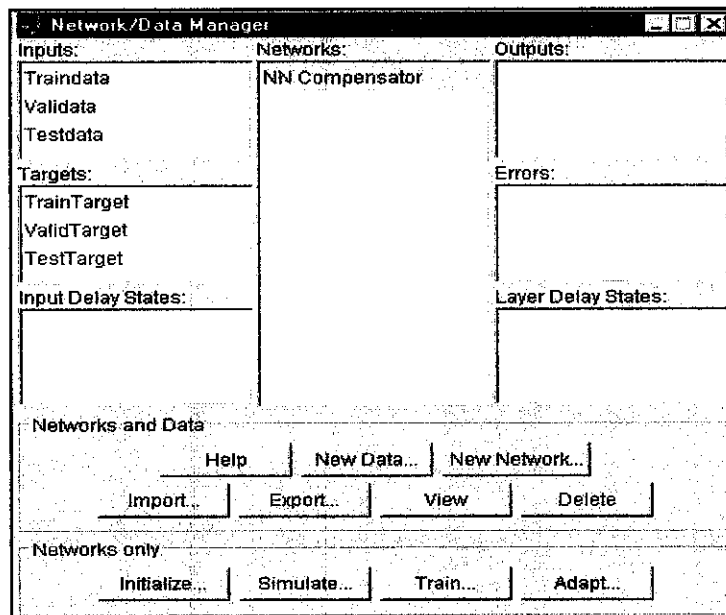 Network/Data Manager
Inputs: Networks: Outputs:
Traindata NN Compensator
Validata
Testdata
Targets: Errors:
TrainTarget
ValidTarget
TestTarget
Input Delay States: Layer Delay States:
Networks and Data
Help New Data... New Network...
Import... Export... View Delete
Networks only
Initialize... Simulate... Train... Adapt...